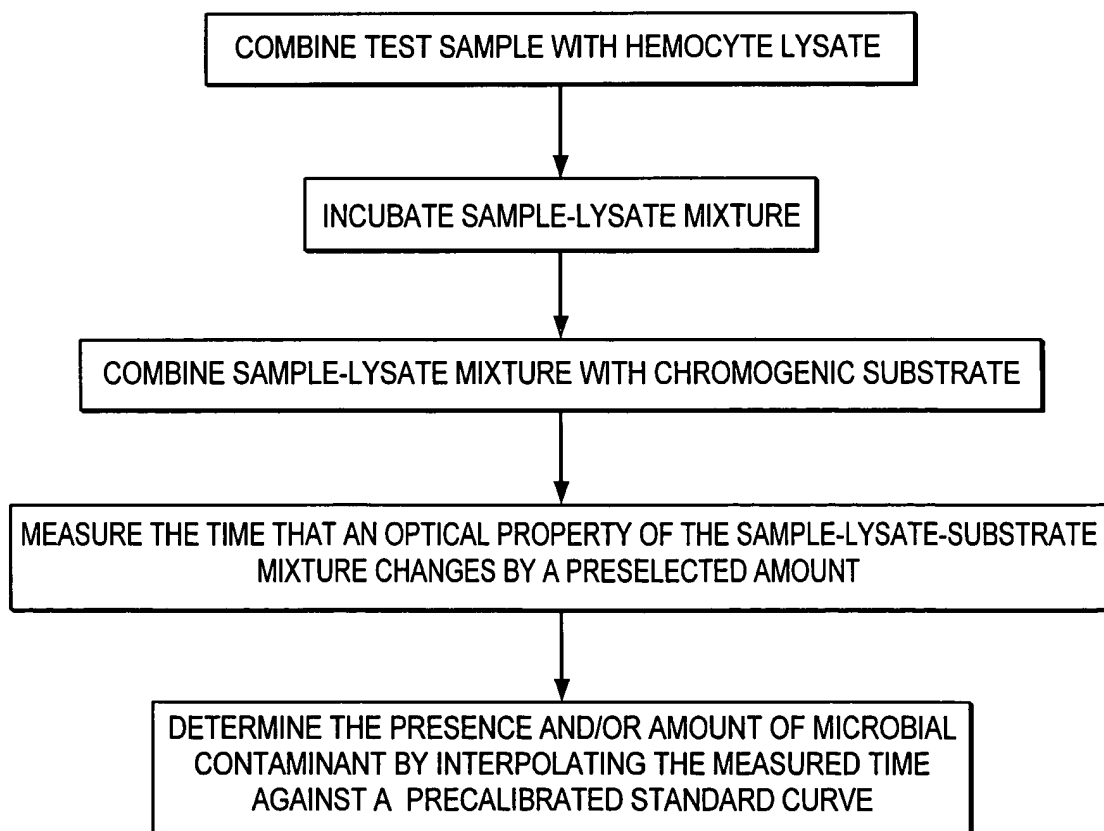 COMBINE TEST SAMPLE WITH HEMOCYTE LYSATE
INCUBATE SAMPLE-LYSATE MIXTURE
COMBINE SAMPLE-LYSATE MIXTURE WITH CHROMOGENIC SUBSTRATE
MEASURE THE TIME THAT AN OPTICAL PROPERTY OF THE SAMPLE-LYSATE-SUBSTRATE
MIXTURE CHANGES BY A PRESELECTED AMOUNT
DETERMINE THE PRESENCE AND/OR AMOUNT OF MICROBIAL
CONTAMINANT BY INTERPOLATING THE MEASURED TIME
AGAINST A PRECALIBRATED STANDARD CURVE